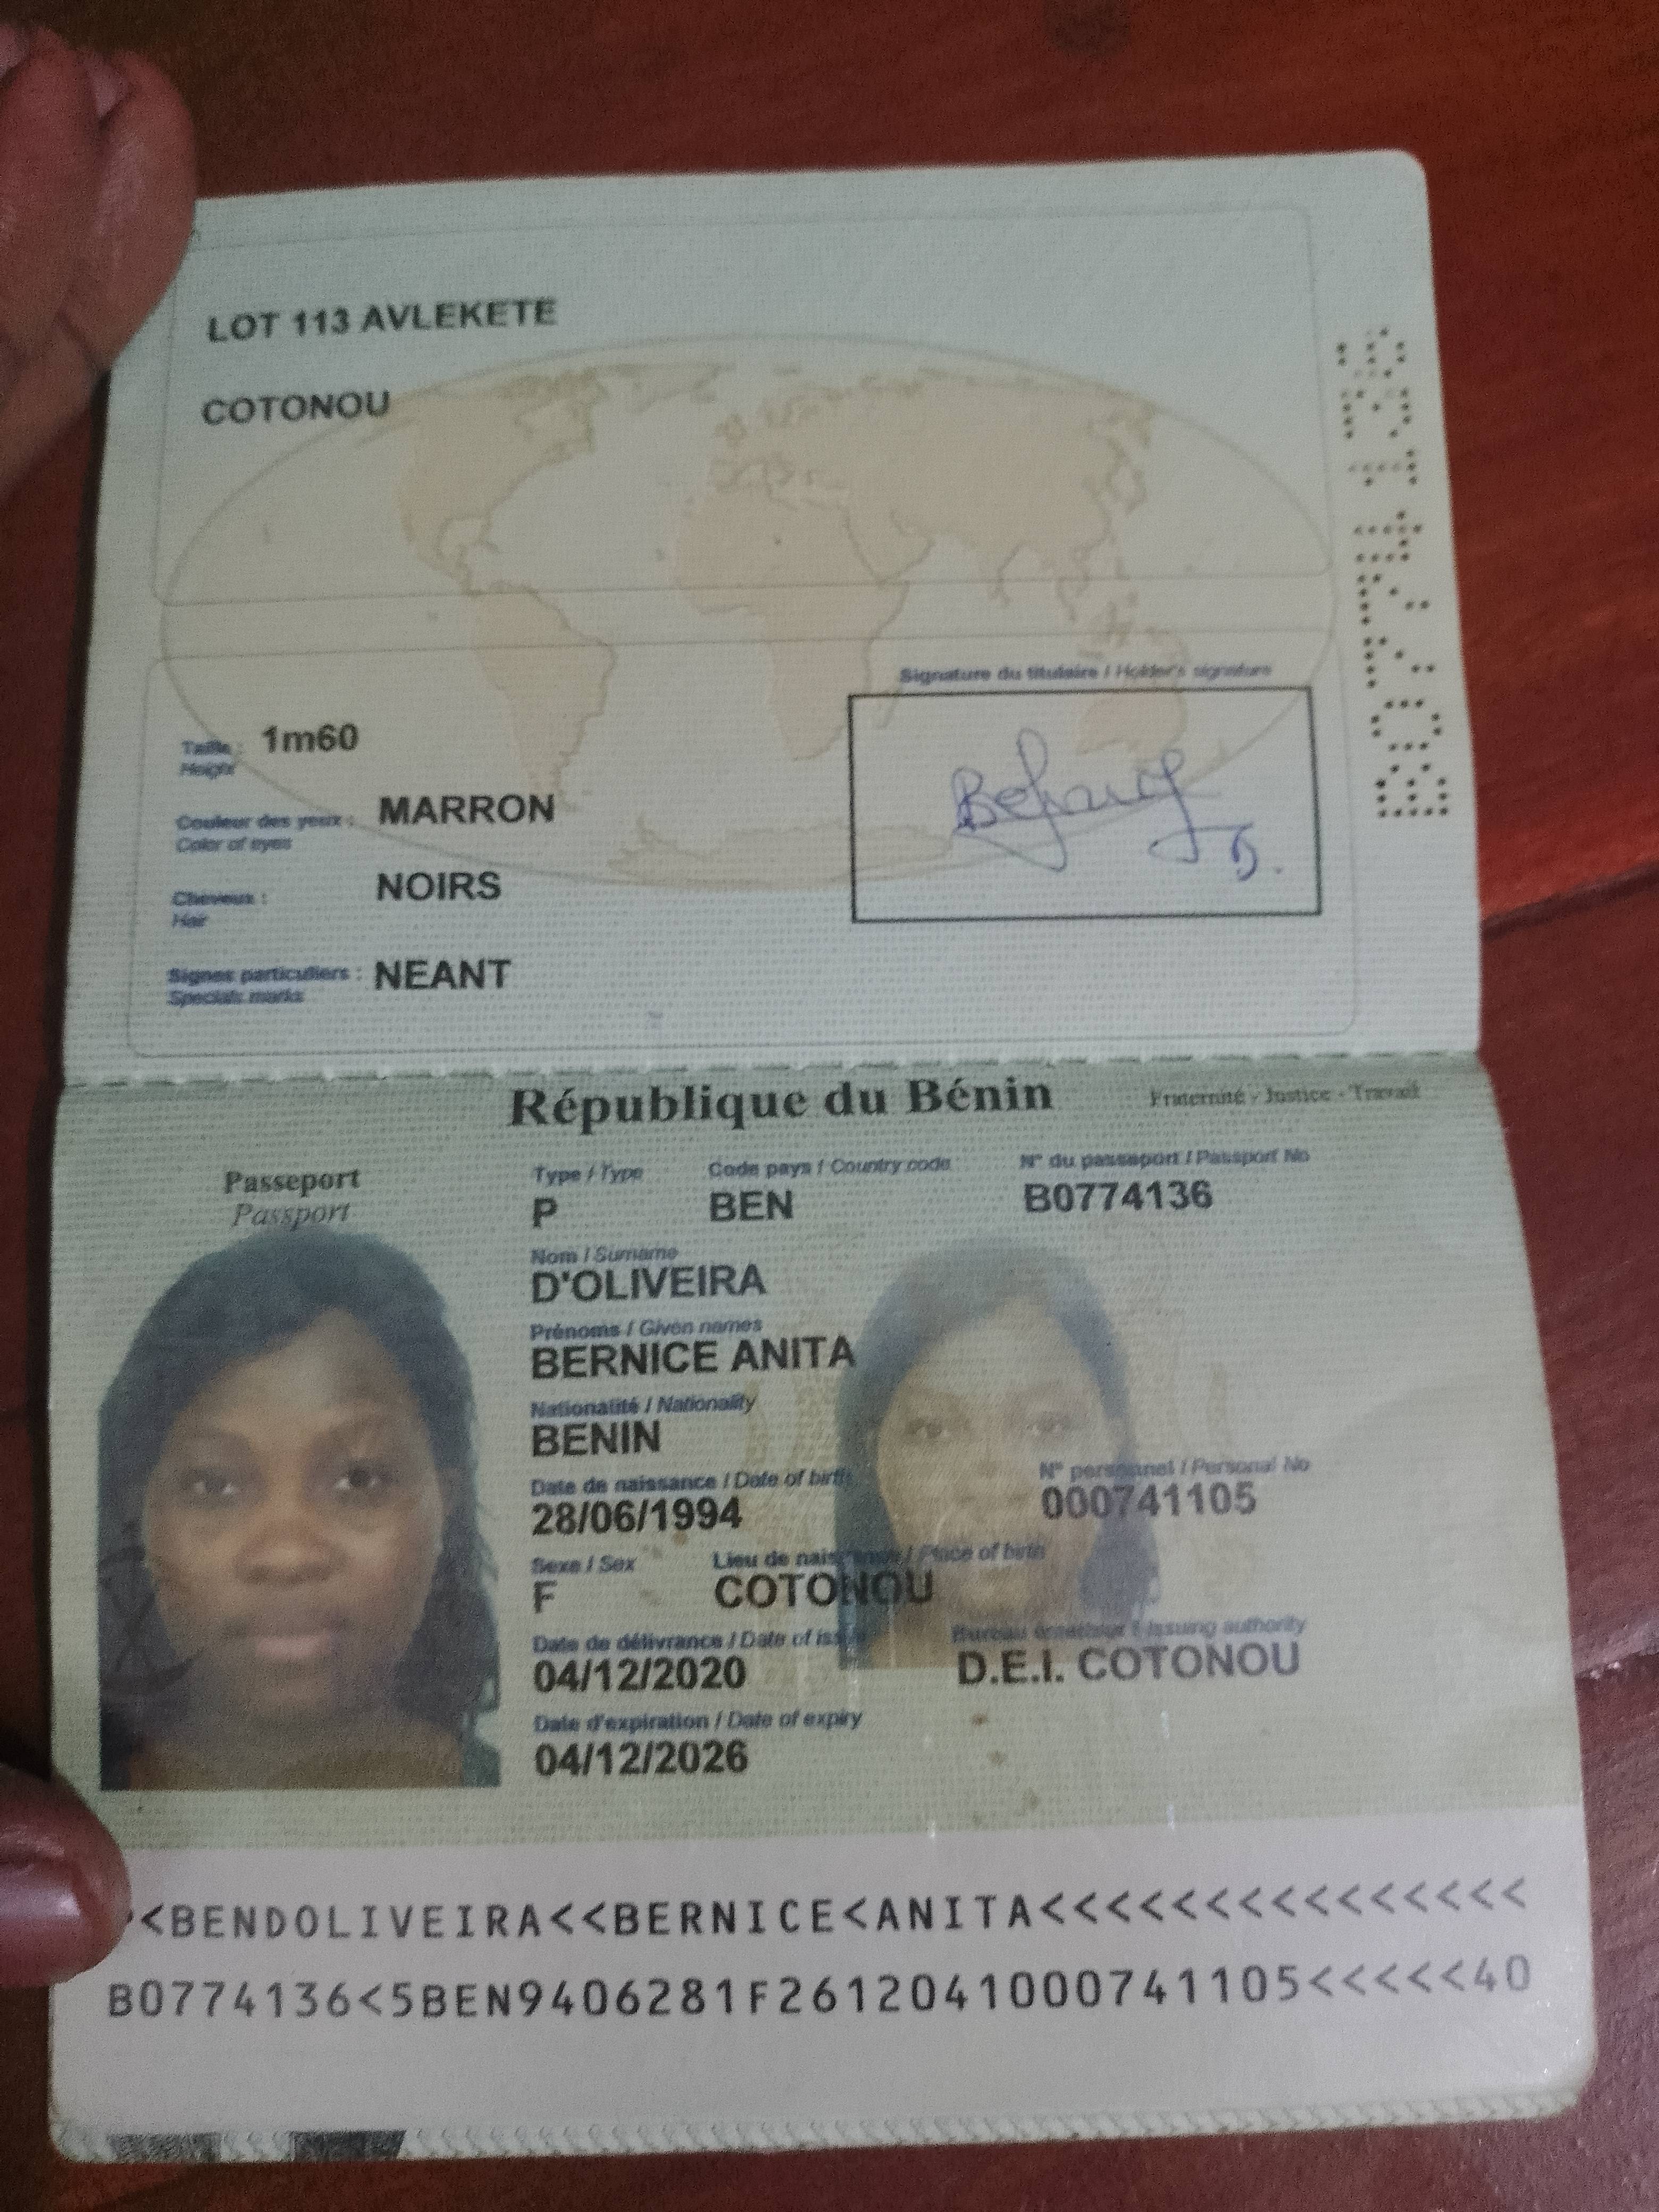 LOT 113 AVLEKETE
COTONOU
B0774136
Signature du titulaire / Holder's signature
Taille : 1m60
Height
Couleur des yeux : MARRON
Color of eyes
Cheveux : NOIRS
Hair
Signes particuliers : NEANT
Specials marks
République du Bénin
Fraternité - Justice - Travail
Passeport
Passport
Type / Type Code pays / Country code N° du passeport / Passport No
P BEN B0774136
Nom / Surname
D'OLIVEIRA
Prénoms / Given names
BERNICE ANITA
Nationalité / Nationality
BENIN
Date de naissance / Date of birth N° personnel / Personal No
28/06/1994 000741105
Sexe / Sex Lieu de naissance / Place of birth
F COTONOU
Date de délivrance / Date of issue / Issuing authority
04/12/2020 D.E.I. COTONOU
Date d'expiration / Date of expiry
04/12/2026
<BENDOLIVEIRA<<BERNICE<ANITA<<<<<<<<<<<<<<<
B0774136<5BEN9406281F2612041000741105<<<<<40